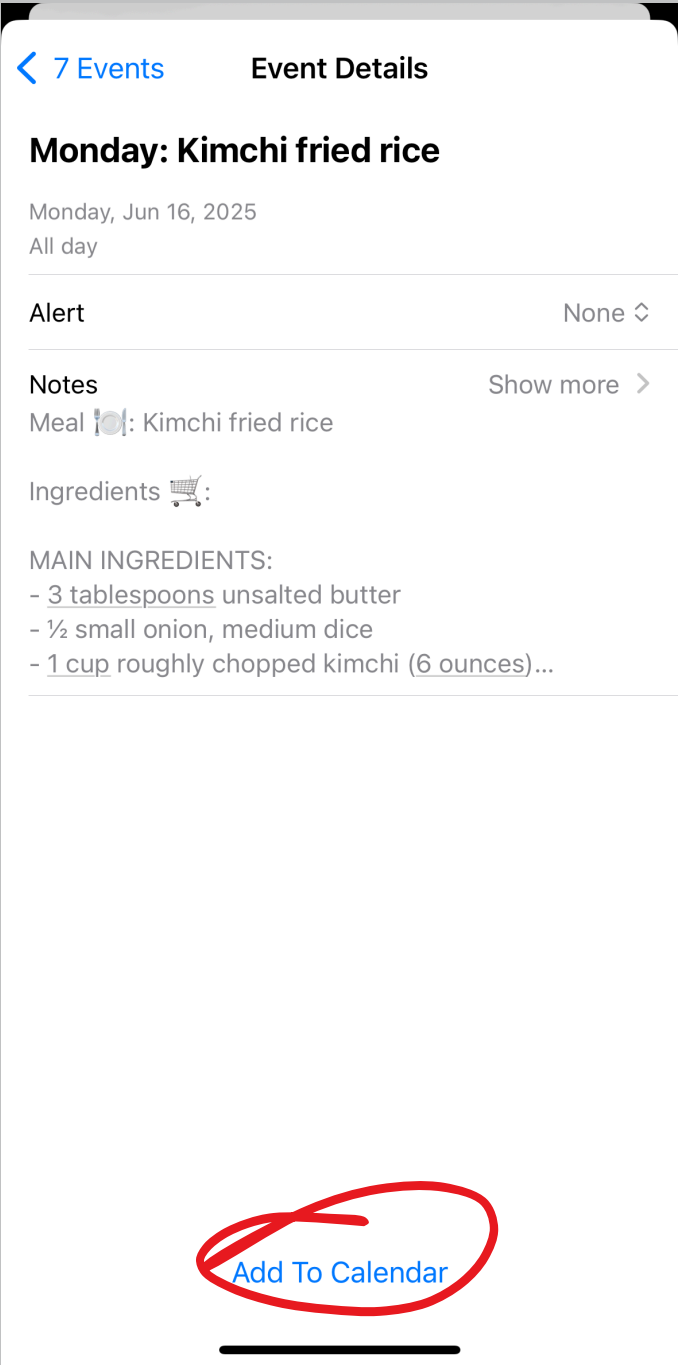 7 Events
Event Details
Monday: Kimchi fried rice
Monday, Jun 16, 2025
All day
Alert
None
Notes
Show more
Meal 🍽️: Kimchi fried rice
Ingredients 🛒:
MAIN INGREDIENTS:
- 3 tablespoons unsalted butter
- ½ small onion, medium dice
- 1 cup roughly chopped kimchi (6 ounces)...
Add To Calendar